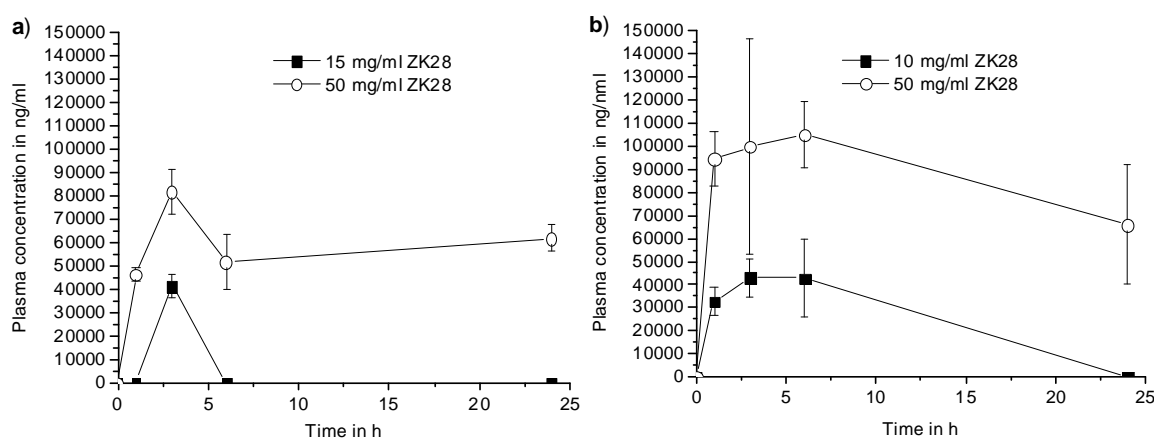 a)
15 mg/ml ZK28
50 mg/ml ZK28
Plasma concentration in ng/ml
150000
140000
130000
120000
110000
100000
90000
80000
70000
60000
50000
40000
30000
20000
10000
0
0 5 10 15 20 25
Time in h
b)
10 mg/ml ZK28
50 mg/ml ZK28
Plasma concentration in ng/nml
150000
140000
130000
120000
110000
100000
90000
80000
70000
60000
50000
40000
30000
20000
10000
0
0 5 10 15 20 25
Time in h